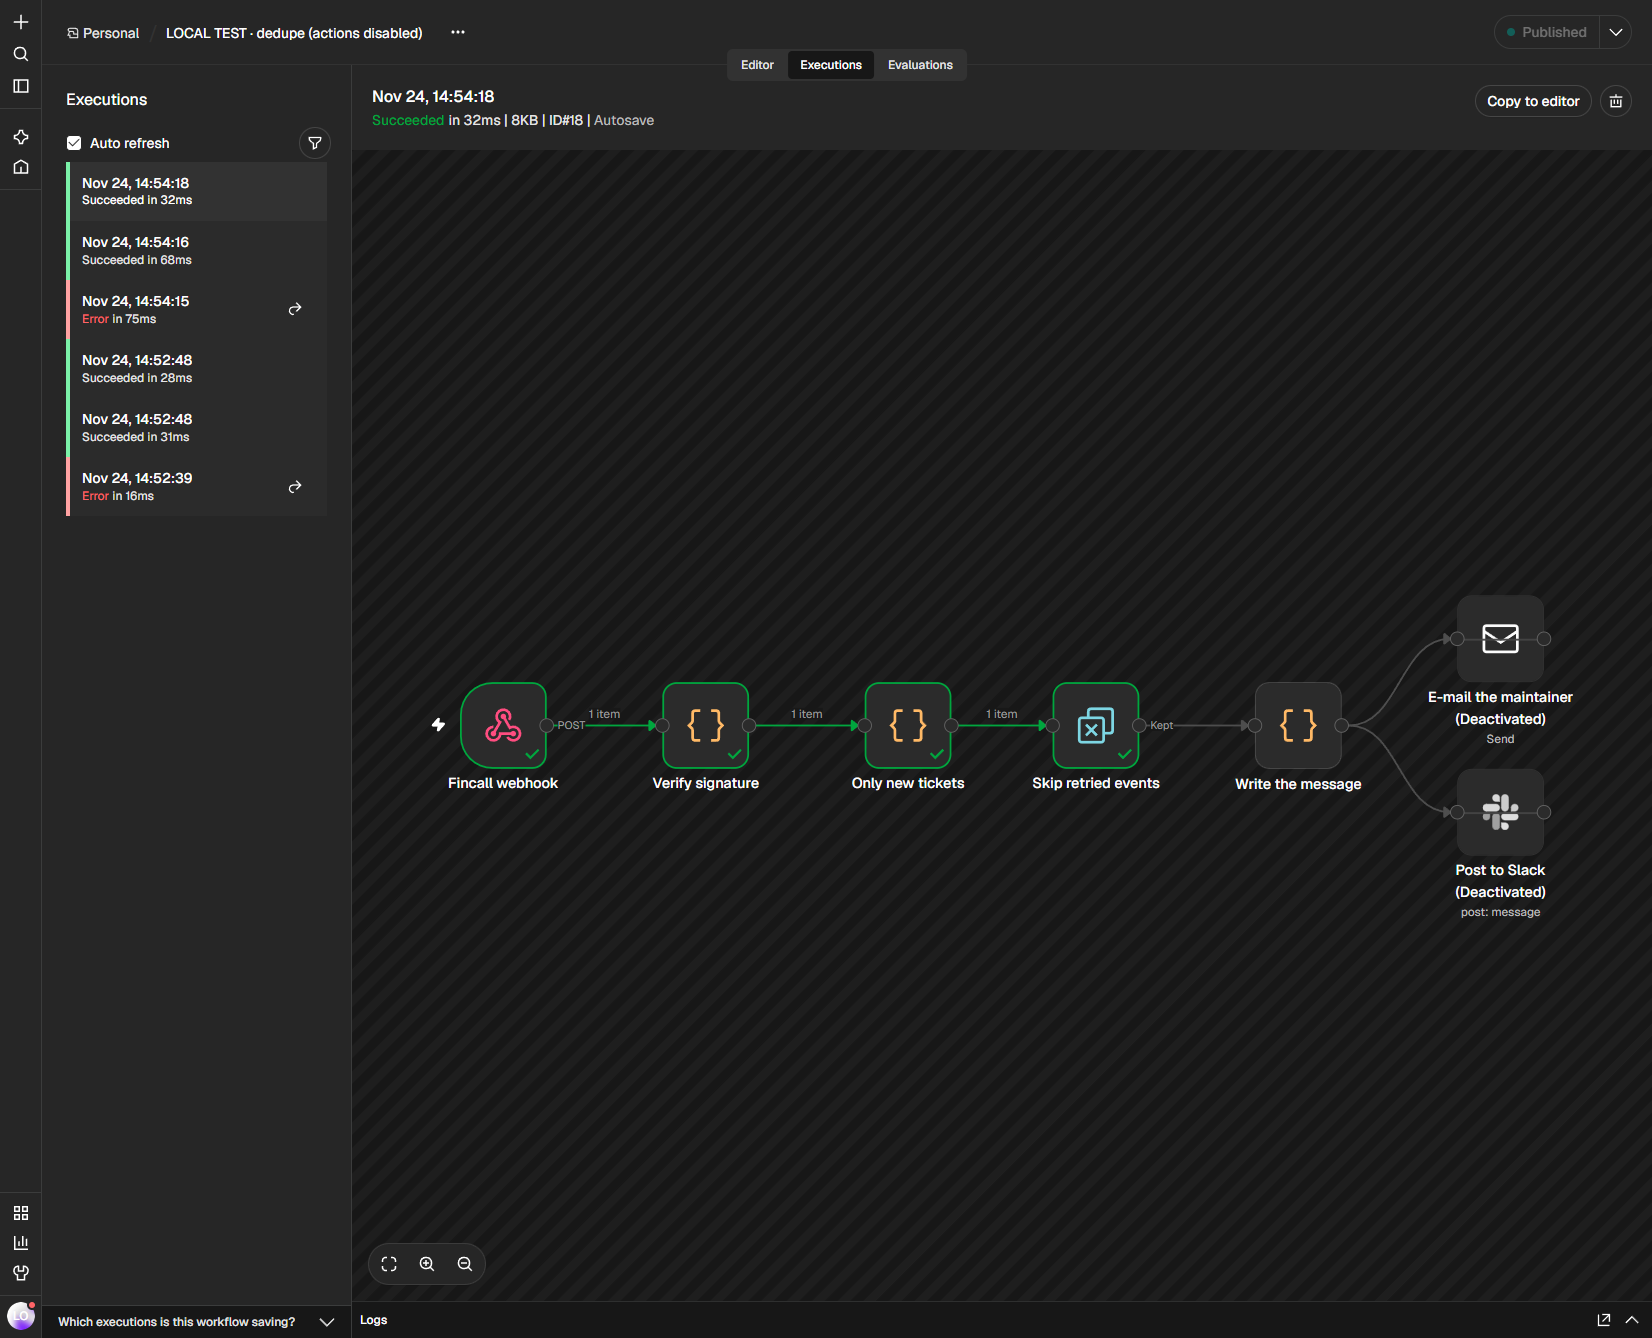 Personal / LOCAL TEST · dedupe (actions disabled)
Published
Editor
Executions
Evaluations
Executions
Auto refresh
Nov 24, 14:54:18
Succeeded in 32ms
Nov 24, 14:54:16
Succeeded in 68ms
Nov 24, 14:54:15
Error in 75ms
Nov 24, 14:52:48
Succeeded in 28ms
Nov 24, 14:52:48
Succeeded in 31ms
Nov 24, 14:52:39
Error in 16ms
Nov 24, 14:54:18
Succeeded in 32ms | 8KB | ID#18 | Autosave
Copy to editor
POST
1 item
1 item
1 item
Kept
Fincall webhook
Verify signature
Only new tickets
Skip retried events
Write the message
E-mail the maintainer
(Deactivated)
Send
Post to Slack
(Deactivated)
post: message
LO
Which executions is this workflow saving?
Logs